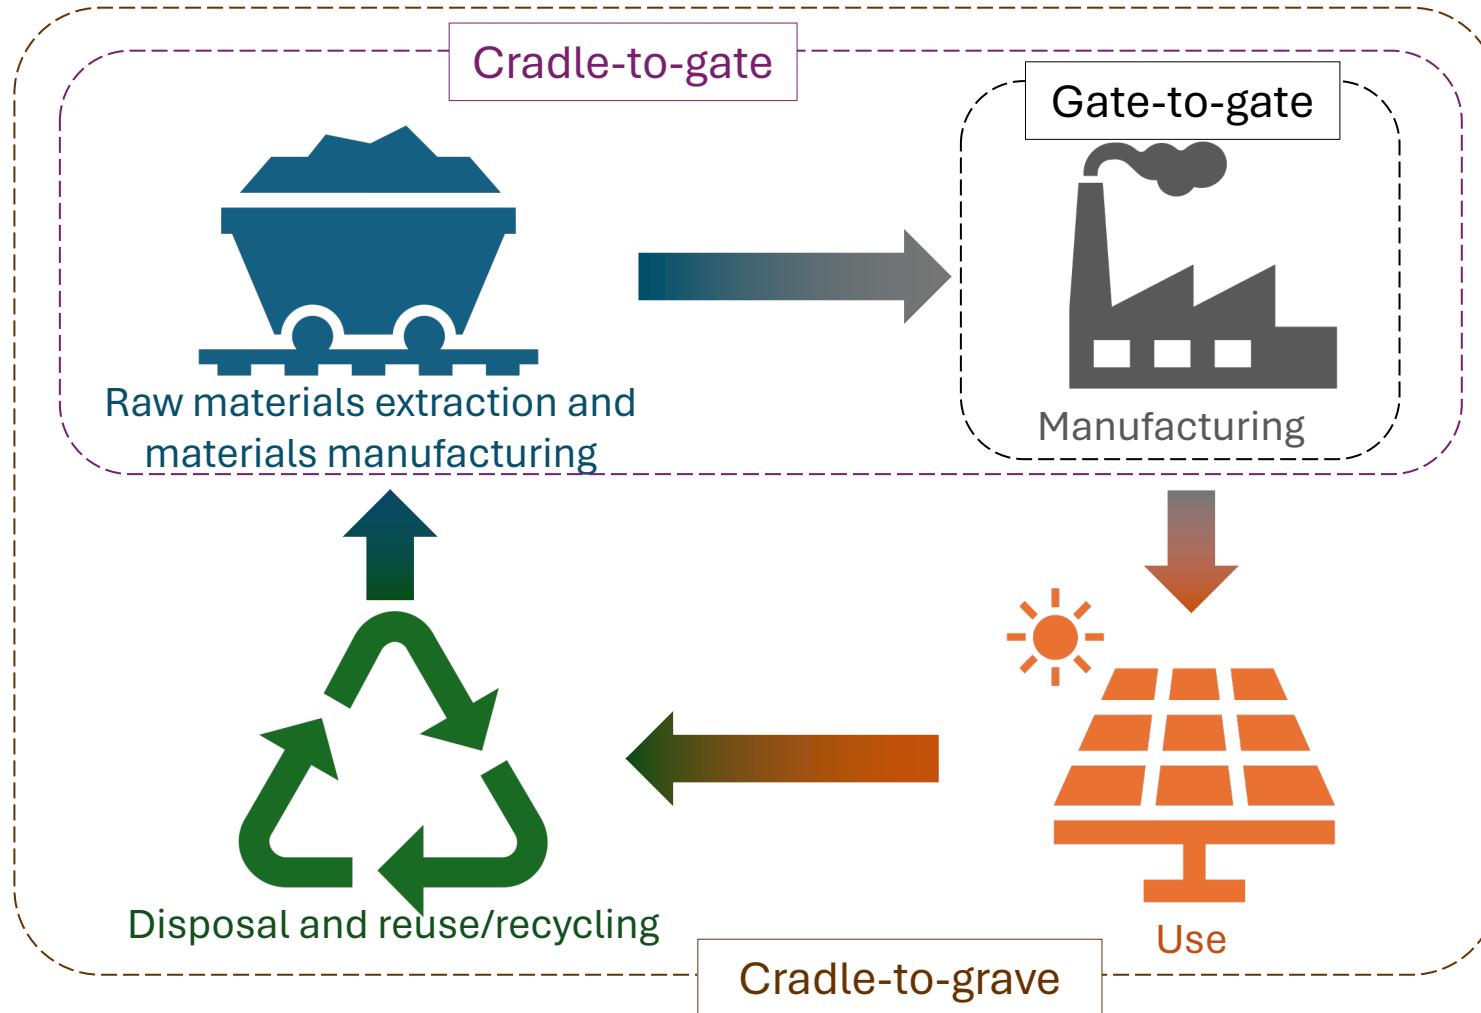 Cradle-to-gate
Gate-to-gate
Raw materials extraction and
materials manufacturing
Manufacturing
Disposal and reuse/recycling
Use
Cradle-to-grave